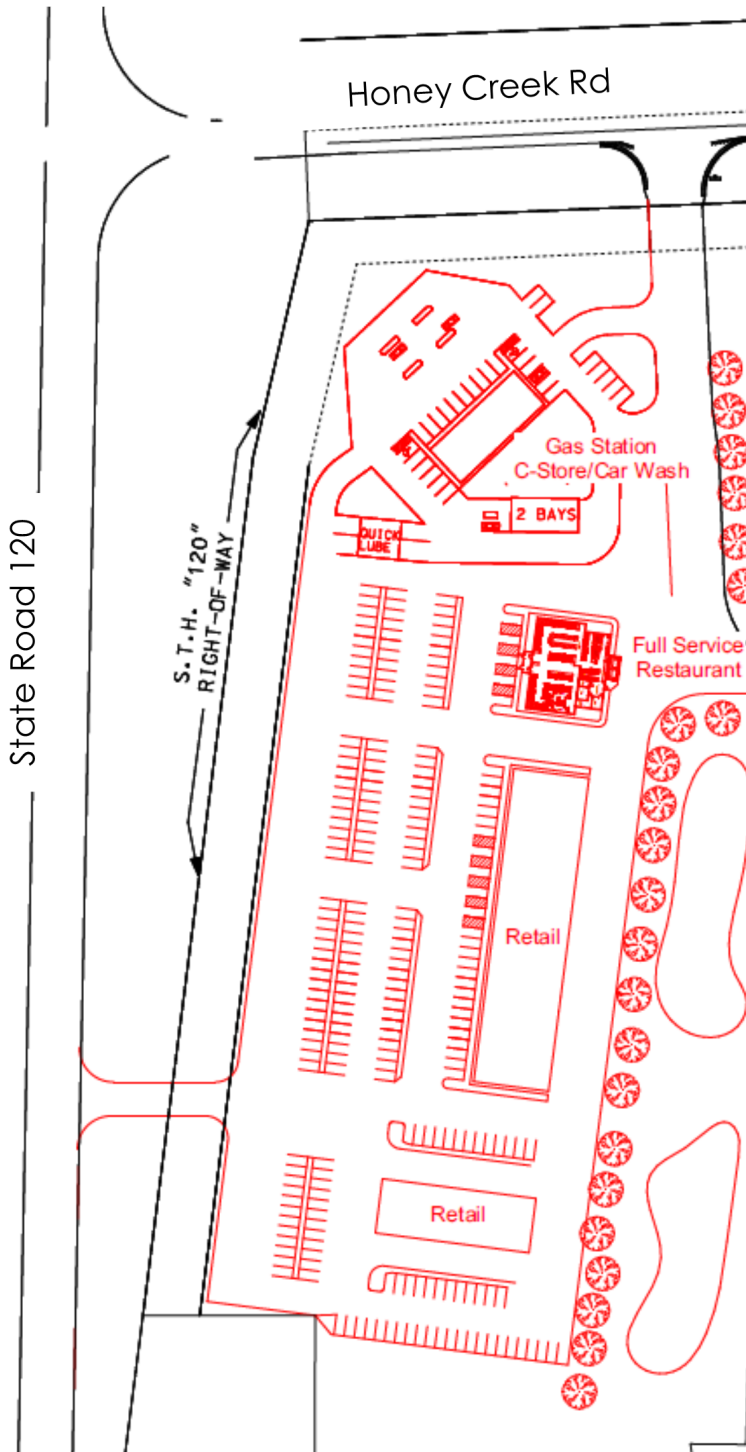 Honey Creek Rd
State Road 120
S.T.H. "120"
RIGHT-OF-WAY
Gas Station
C-Store/Car Wash
2 BAYS
QUICK
LUBE
Full Service
Restaurant
Retail
Retail